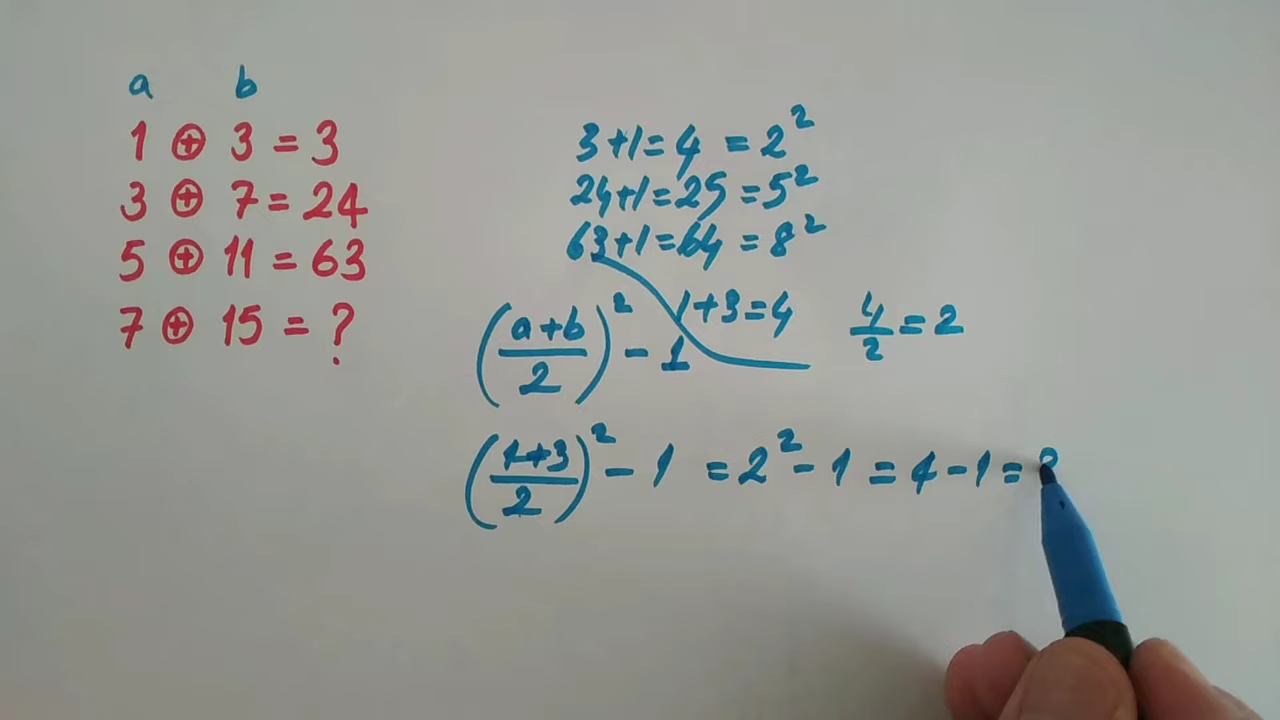 a b
1 ⊕ 3 = 3
3 ⊕ 7 = 24
5 ⊕ 11 = 63
7 ⊕ 15 = ?
3+1=4 = 2²
24+1=25=5²
63+1=64=8²
((a+b)/2)² - 1
1+3=4 4/2=2
((1+3)/2)² - 1 = 2² - 1 = 4 - 1 =